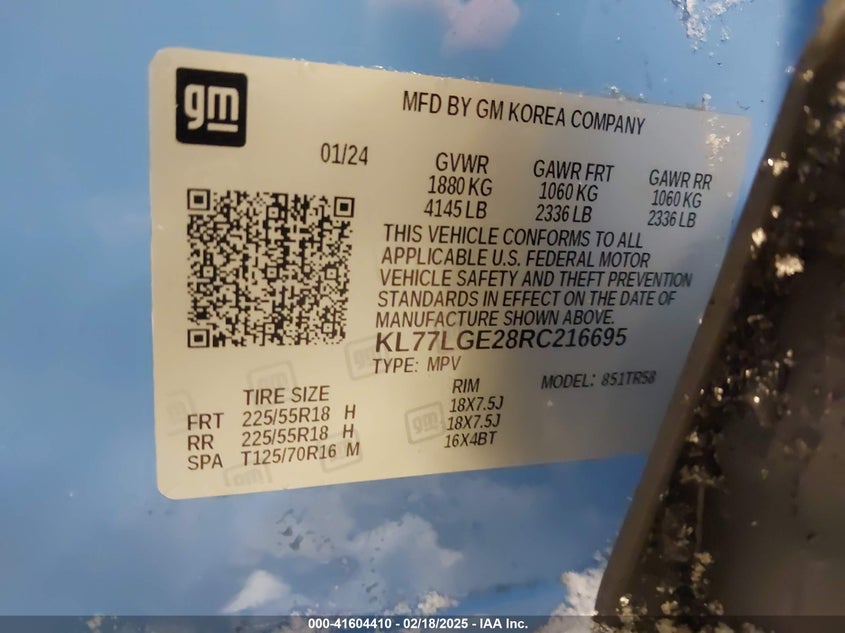 gm
MFD BY GM KOREA COMPANY
01/24
GVWR GAWR FRT GAWR RR
1880 KG 1060 KG 1060 KG
4145 LB 2336 LB 2336 LB
THIS VEHICLE CONFORMS TO ALL
APPLICABLE U.S. FEDERAL MOTOR
VEHICLE SAFETY AND THEFT PREVENTION
STANDARDS IN EFFECT ON THE DATE OF
MANUFACTURE SHOWN ABOVE.
KL77LGE28RC216695
TYPE: MPV MODEL: 851TR58
TIRE SIZE RIM
FRT 225/55R18 H 18X7.5J
RR 225/55R18 H 18X7.5J
SPA T125/70R16 M 16X4BT
000-41604410 - 02/18/2025 - IAA Inc.